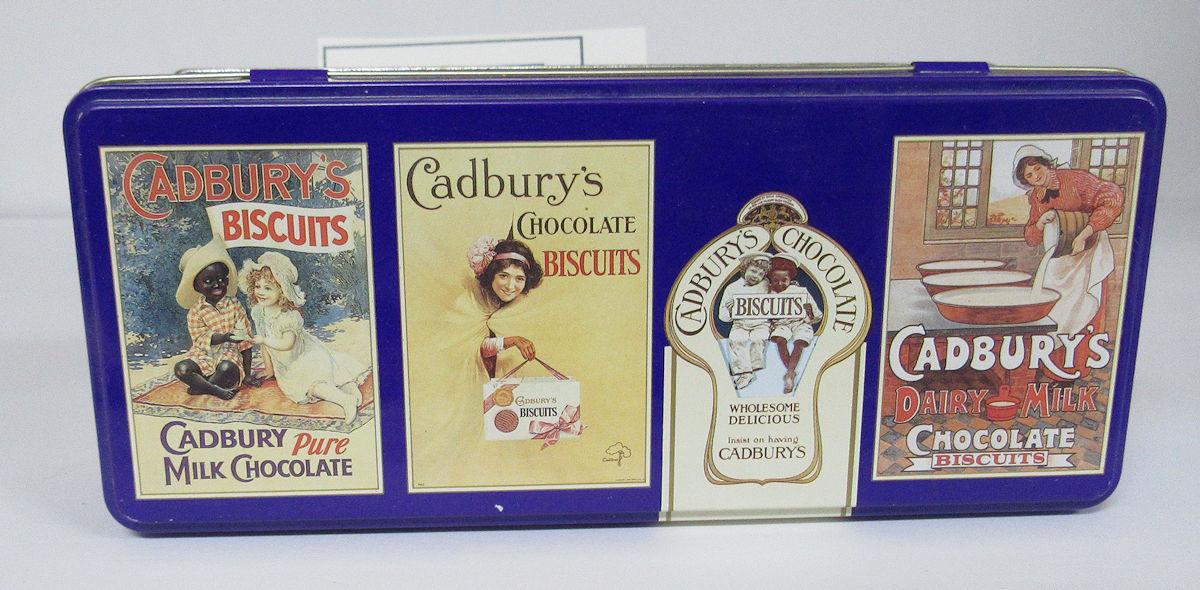 CADBURY'S
BISCUITS
CADBURY Pure
MILK CHOCOLATE
Cadbury's
CHOCOLATE
BISCUITS
CADBURY'S
BISCUITS
CADBURY'S CHOCOLATE
BISCUITS
WHOLESOME
DELICIOUS
Insist on having
CADBURY'S
CADBURY'S
DAIRY MILK
CHOCOLATE
BISCUITS